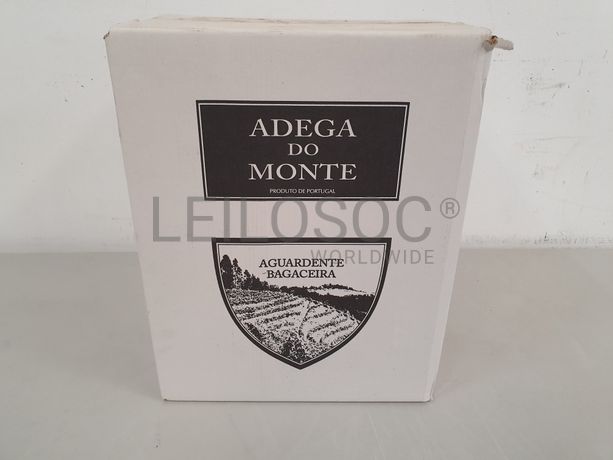 ADEGA
DO
MONTE
PRODUTO DE PORTUGAL
LEILOSOC®
WORLDWIDE
AGUARDENTE
BAGACEIRA